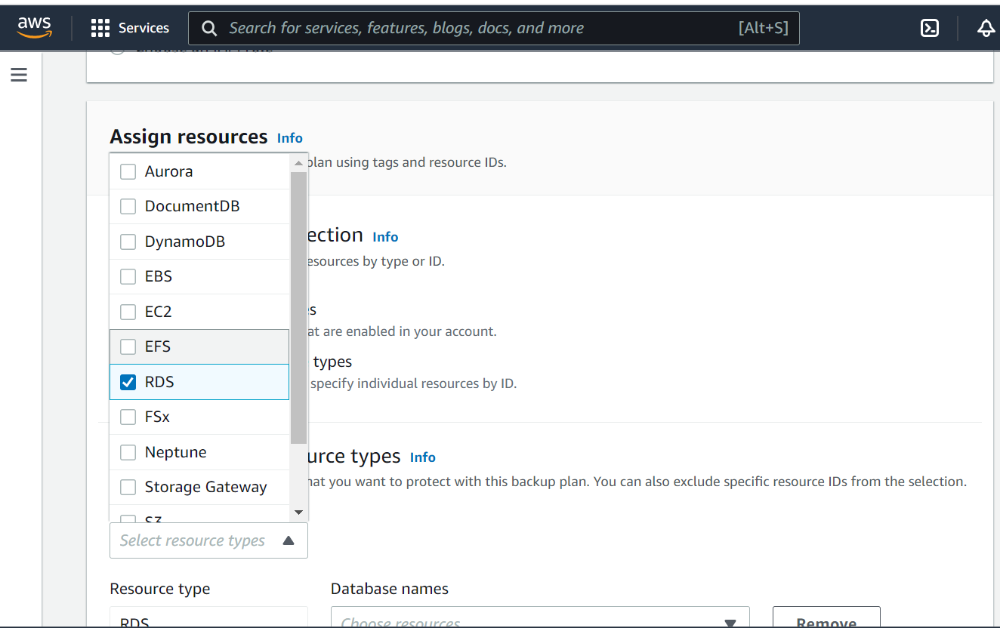 aws
Services
Search for services, features, blogs, docs, and more
[Alt+S]
Assign resources Info
plan using tags and resource IDs.
Aurora
DocumentDB
DynamoDB
EBS
EC2
EFS
RDS
FSx
Neptune
Storage Gateway
S3
ection Info
esources by type or ID.
es
at are enabled in your account.
types
specify individual resources by ID.
urce types Info
hat you want to protect with this backup plan. You can also exclude specific resource IDs from the selection.
Select resource types
Resource type
Database names
RDS
Choose resources
Remove